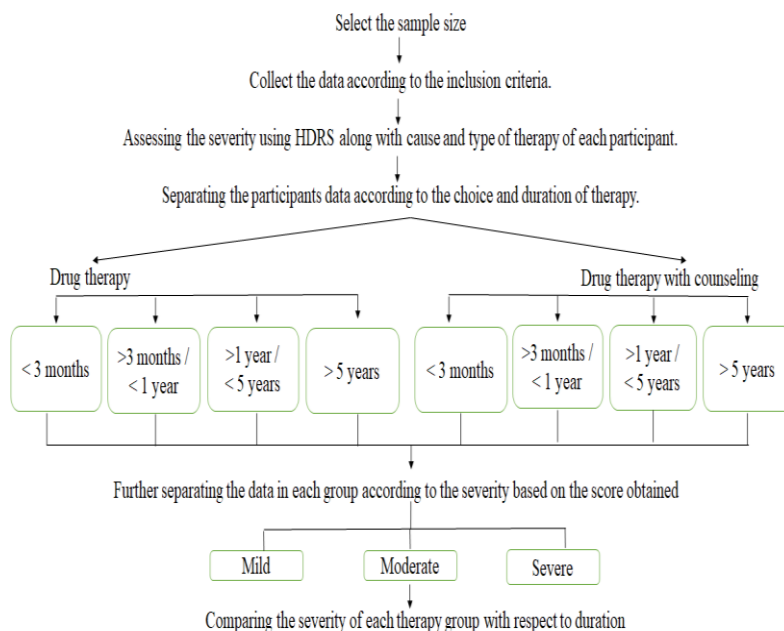 Select the sample size
Collect the data according to the inclusion criteria.
Assessing the severity using HDRS along with cause and type of therapy of each participant.
Separating the participants data according to the choice and duration of therapy.
Drug therapy
Drug therapy with counseling
< 3 months
>3 months /
< 1 year
>1 year /
< 5 years
> 5 years
< 3 months
>3 months /
< 1 year
>1 year /
< 5 years
> 5 years
Further separating the data in each group according to the severity based on the score obtained
Mild
Moderate
Severe
Comparing the severity of each therapy group with respect to duration